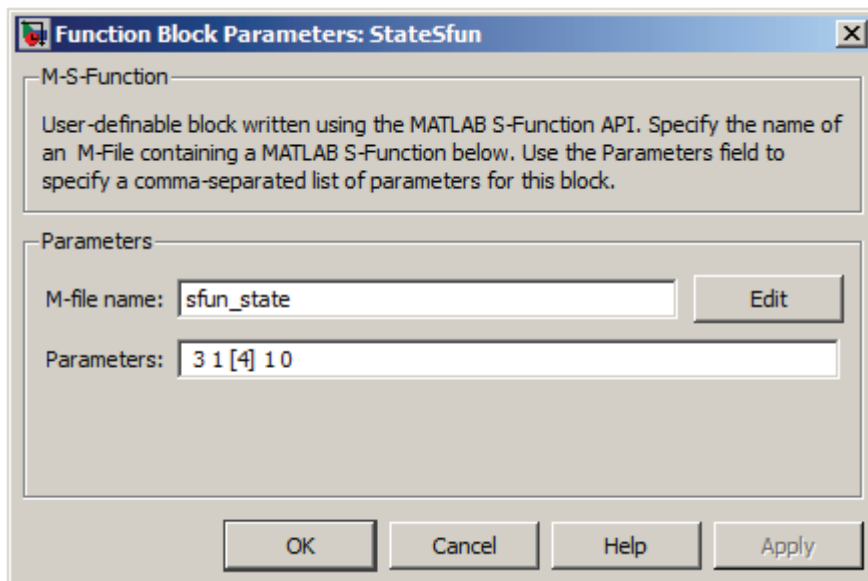 Function Block Parameters: StateSfun
M-S-Function
User-definable block written using the MATLAB S-Function API. Specify the name of
an M-File containing a MATLAB S-Function below. Use the Parameters field to
specify a comma-separated list of parameters for this block.
Parameters
M-file name: sfun_state Edit
Parameters: 3 1 [4] 1 0
OK Cancel Help Apply